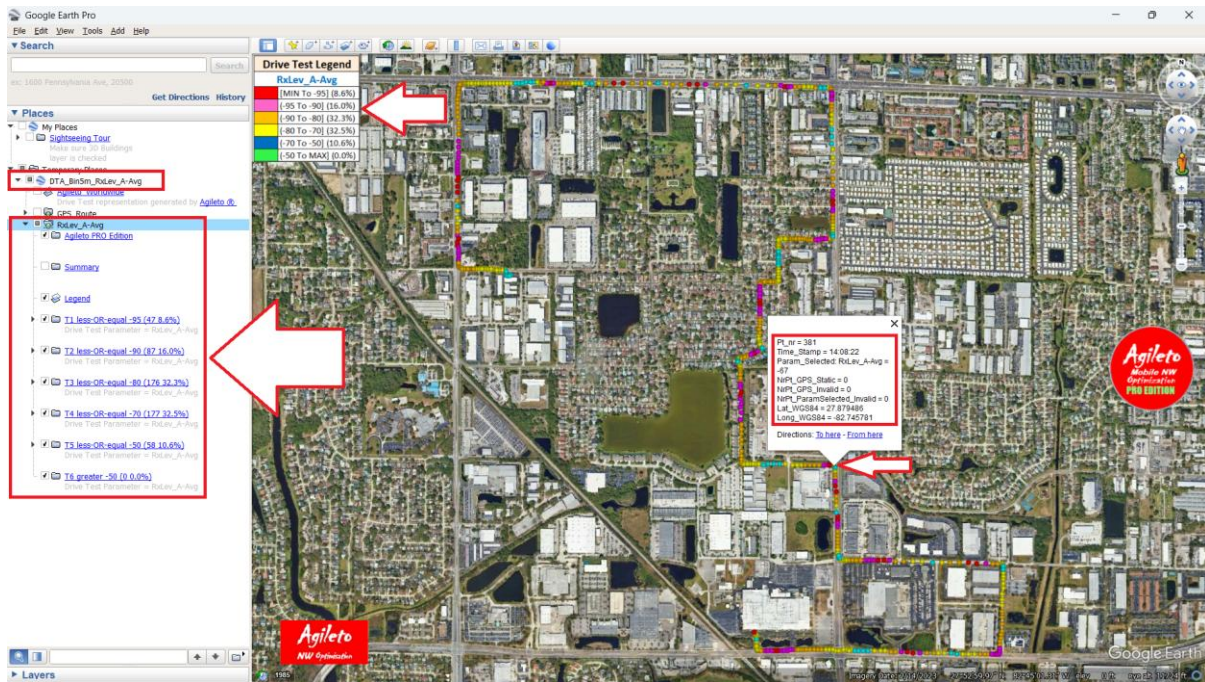 Google Earth Pro
File Edit View Tools Add Help
Search
Search
ex: 1600 Pennsylvania Ave, 20500
Get Directions History
Places
My Places
Sightseeing Tour
Make sure 3D Buildings
layer is checked
Temporary Places
DTA_Bin5m_RxLev_A-Avg
Agileto Worldwide
Drive Test representation generated by Agileto
GPS_Route
RxLev_A-Avg
Agileto PRO Edition
Summary
Legend
T1 less-OR-equal -95 (47 8.6%)
Drive Test Parameter = RxLev_A-Avg
T2 less-OR-equal -90 (87 16.0%)
Drive Test Parameter = RxLev_A-Avg
T3 less-OR-equal -80 (176 32.3%)
Drive Test Parameter = RxLev_A-Avg
T4 less-OR-equal -70 (177 32.5%)
Drive Test Parameter = RxLev_A-Avg
T5 less-OR-equal -50 (58 10.6%)
Drive Test Parameter = RxLev_A-Avg
T6 greater -50 (0 0.0%)
Drive Test Parameter = RxLev_A-Avg
Layers
Drive Test Legend
RxLev_A-Avg
[MIN To -95] (8.6%)
(-95 To -90] (16.0%)
(-90 To -80] (32.3%)
(-80 To -70] (32.5%)
(-70 To -50] (10.6%)
(-50 To MAX] (0.0%)
N
Pt_nr = 381
Time_Stamp = 14:08:22
Param_Selected: RxLev_A-Avg =
-67
NrPt_GPS_Static = 0
NrPt_GPS_Invalid = 0
NrPt_ParamSelected_Invalid = 0
Lat_WGS84 = 27.879486
Long_WGS84 = -82.745781
Directions: To here - From here
Agileto
Mobile NW
Optimization
PRO EDITION
Agileto
NW Optimization
Google Earth
1985